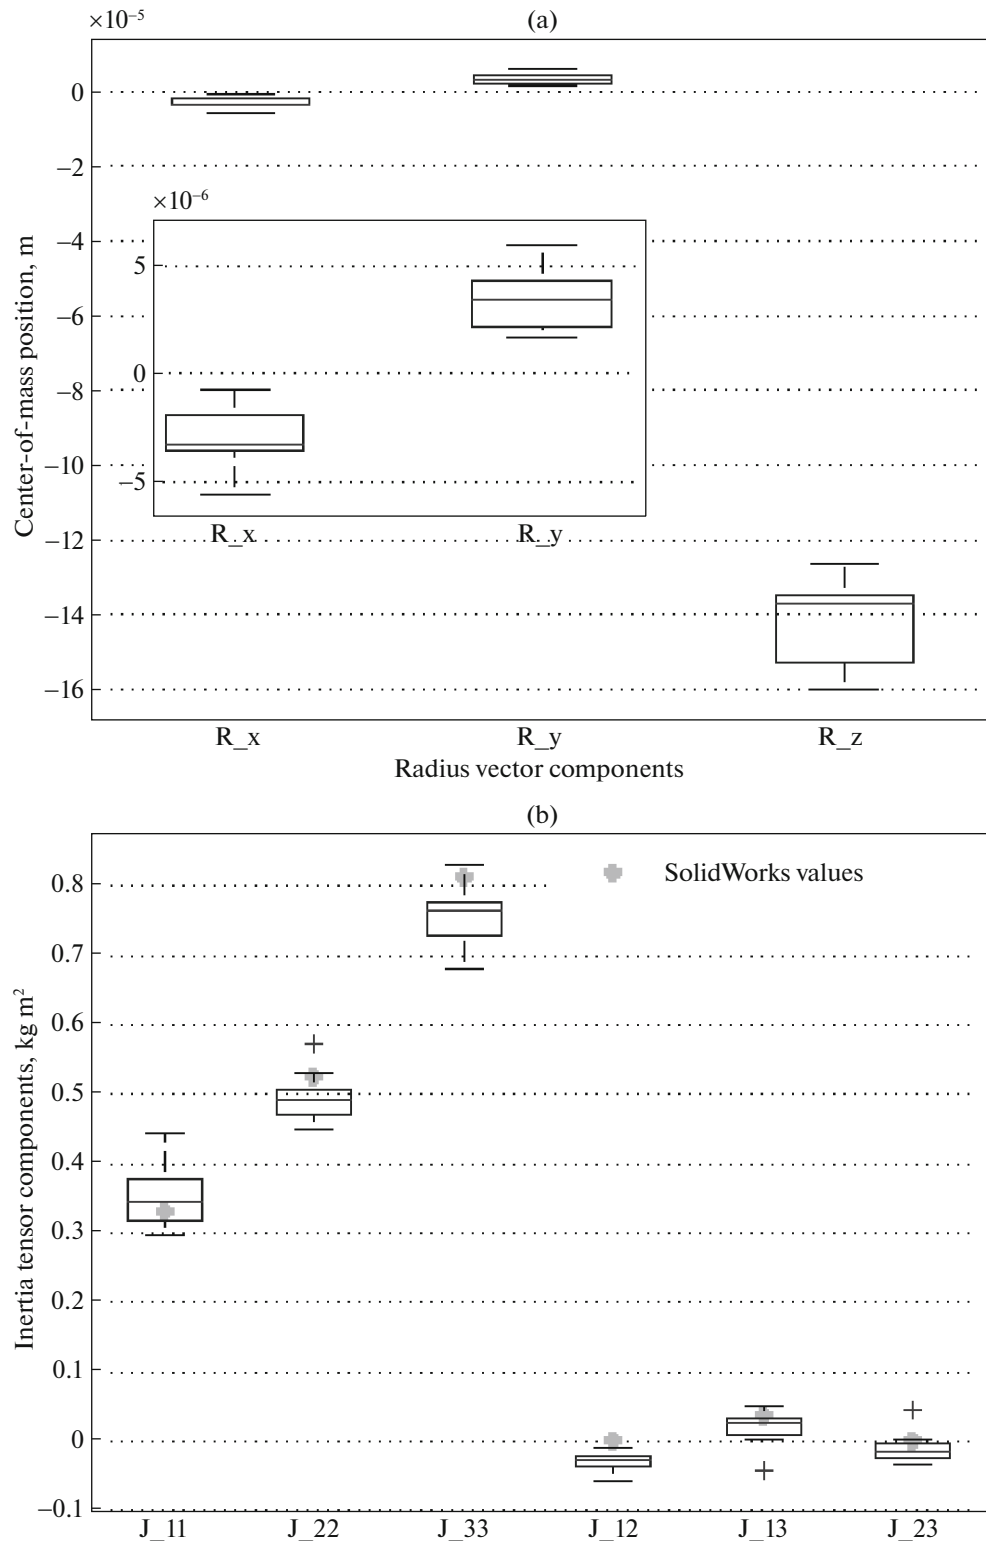 (a)
×10⁻⁵
0
−2
−4
−6
−8
−10
−12
−14
−16
Center-of-mass position, m
×10⁻⁶
5
0
−5
R_x R_y
R_x R_y R_z
Radius vector components
(b)
SolidWorks values
0.8
0.7
0.6
0.5
0.4
0.3
0.2
0.1
0
−0.1
Inertia tensor components, kg m²
J_11 J_22 J_33 J_12 J_13 J_23